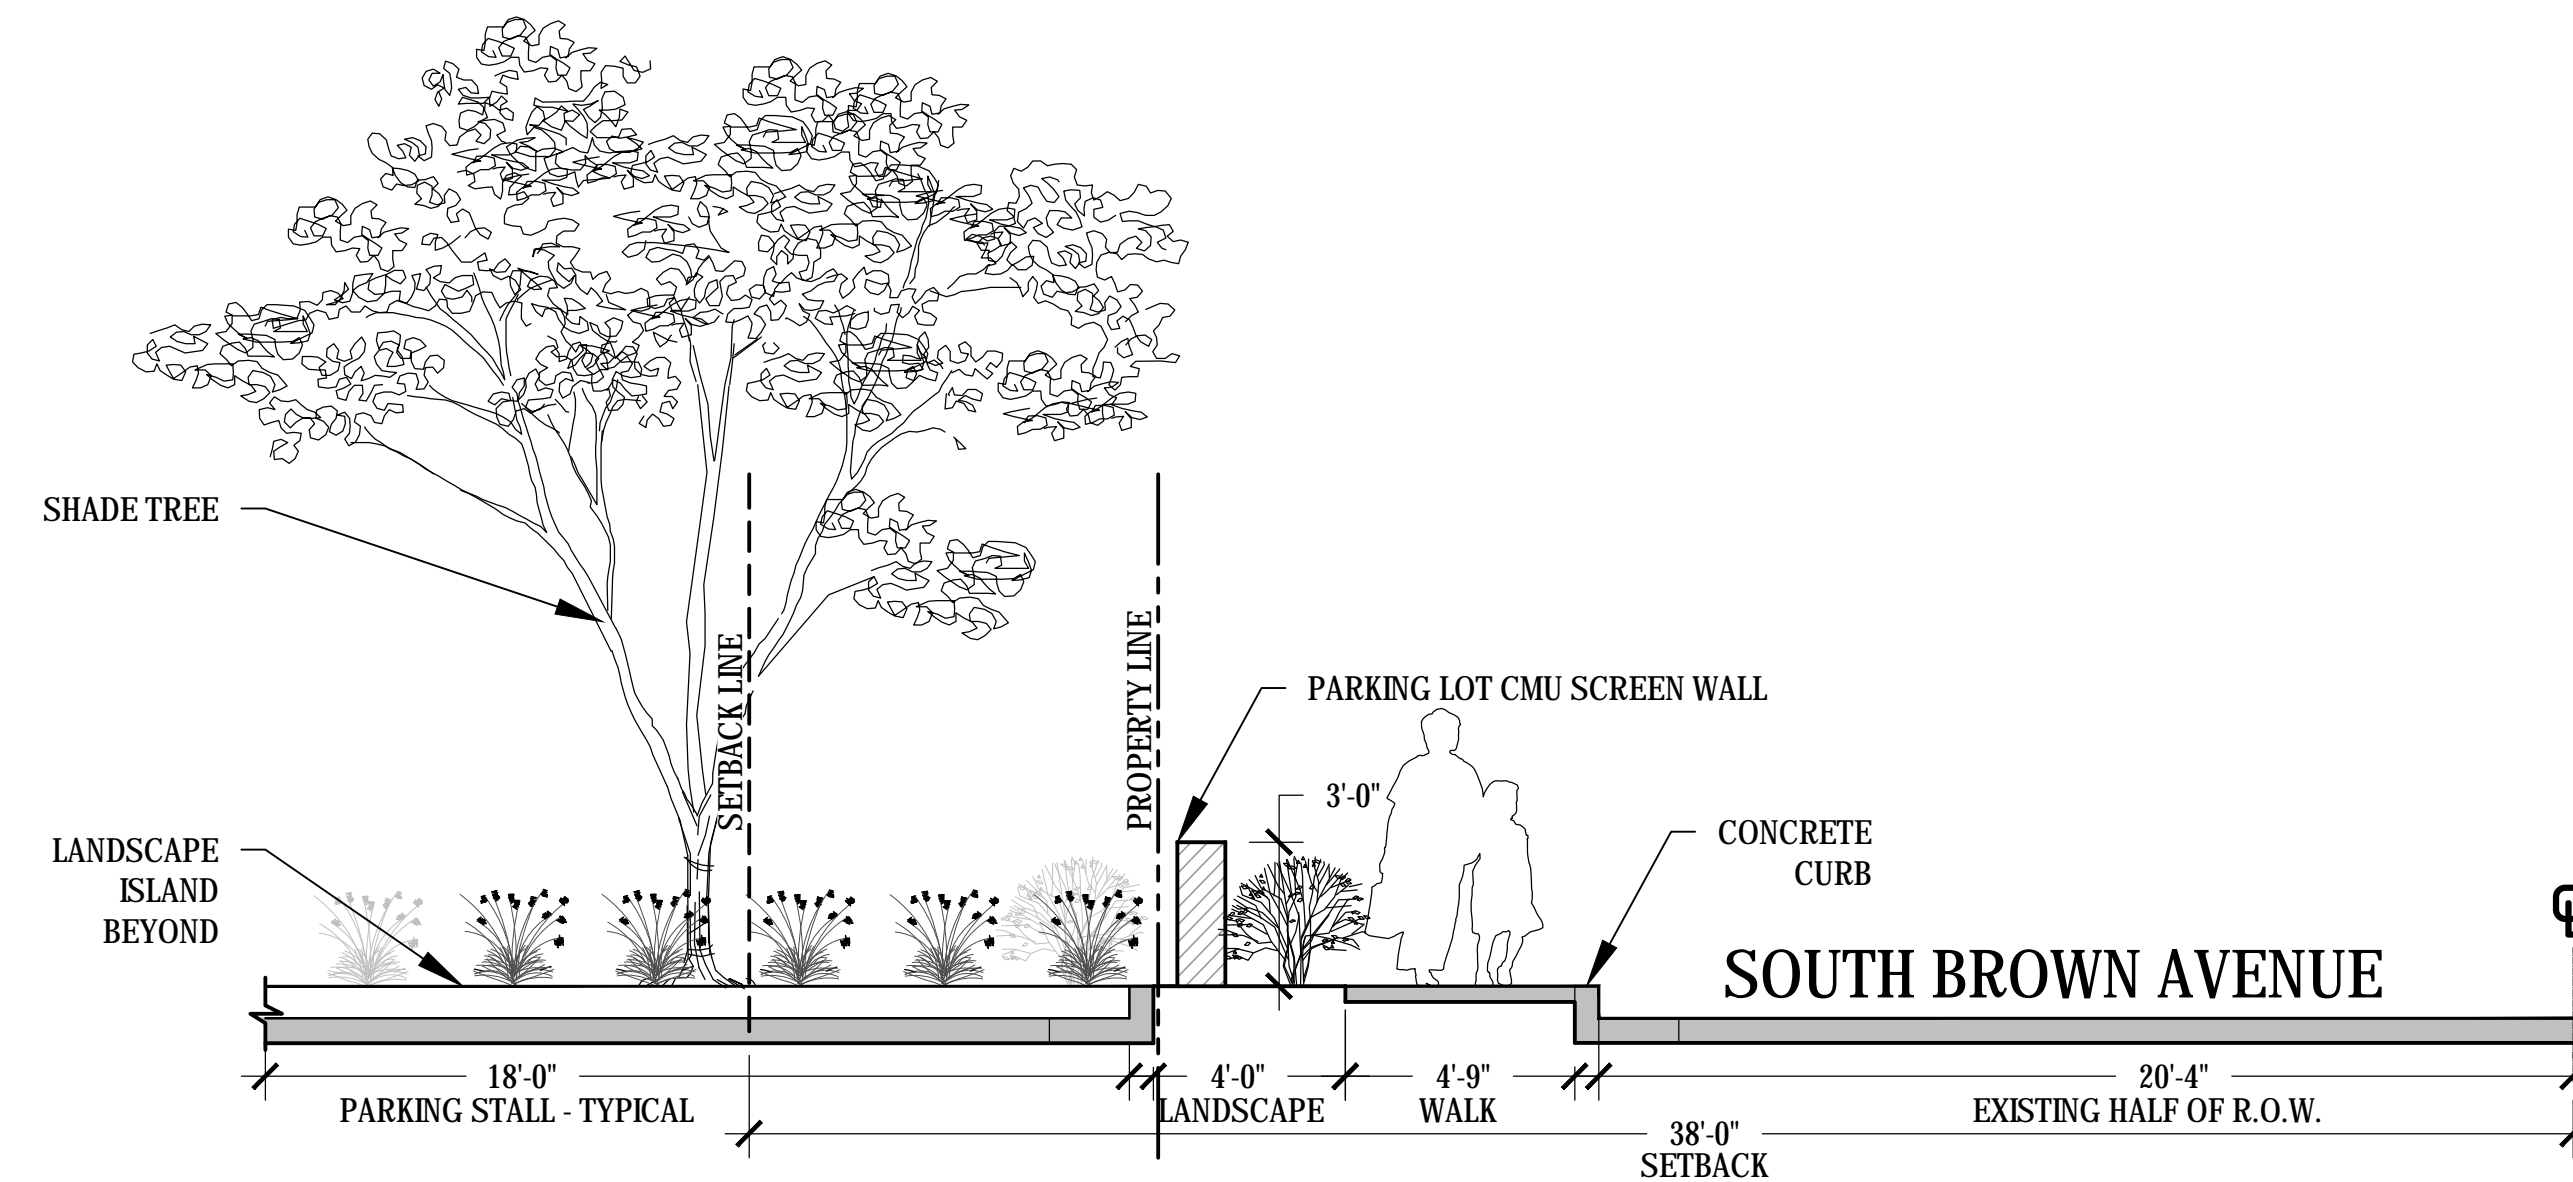 SHADE TREE
SETBACK LINE
PROPERTY LINE
PARKING LOT CMU SCREEN WALL
3'-0"
LANDSCAPE
ISLAND
BEYOND
CONCRETE
CURB
SOUTH BROWN AVENUE
18'-0"
PARKING STALL - TYPICAL
4'-0"
LANDSCAPE
4'-9"
WALK
20'-4"
EXISTING HALF OF R.O.W.
38'-0"
SETBACK